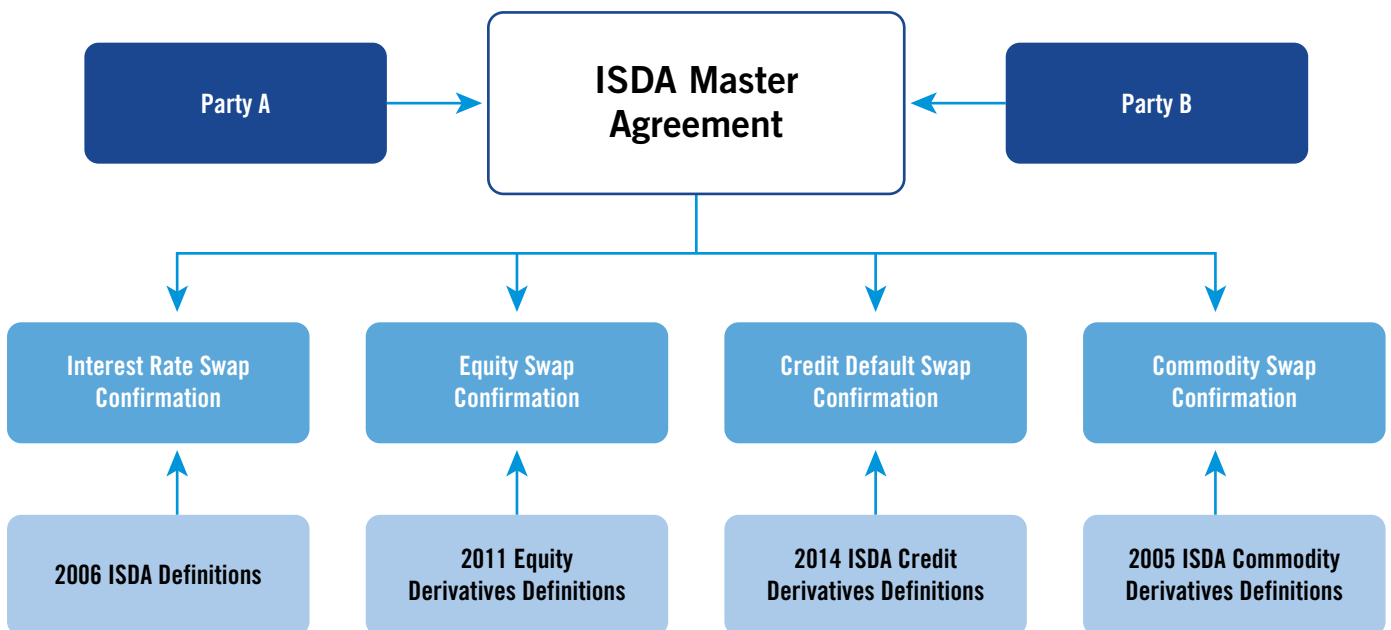 Party A
ISDA Master
Agreement
Party B
Interest Rate Swap
Confirmation
Equity Swap
Confirmation
Credit Default Swap
Confirmation
Commodity Swap
Confirmation
2006 ISDA Definitions
2011 Equity
Derivatives Definitions
2014 ISDA Credit
Derivatives Definitions
2005 ISDA Commodity
Derivatives Definitions